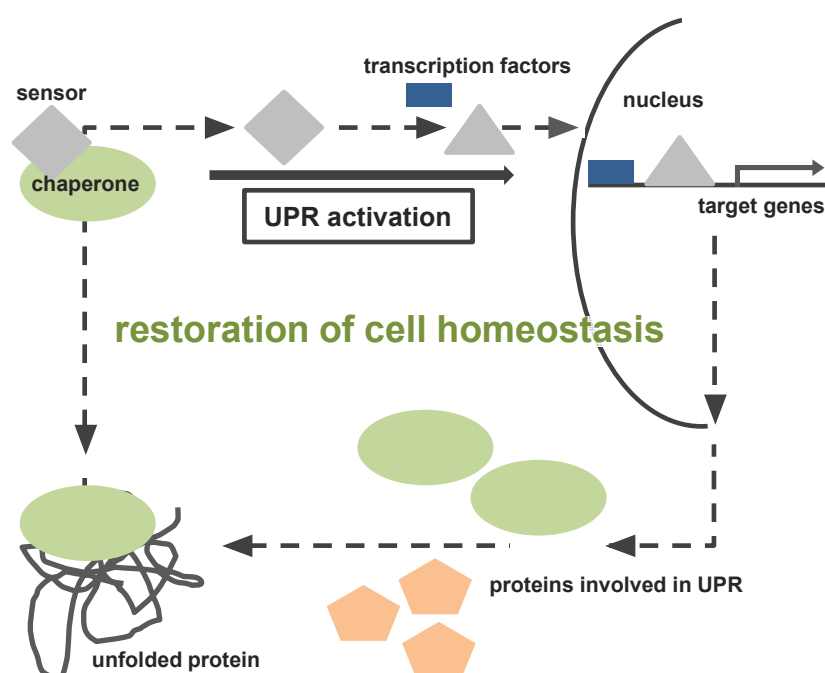 transcription factors
sensor
nucleus
chaperone
target genes
UPR activation
restoration of cell homeostasis
proteins involved in UPR
unfolded protein